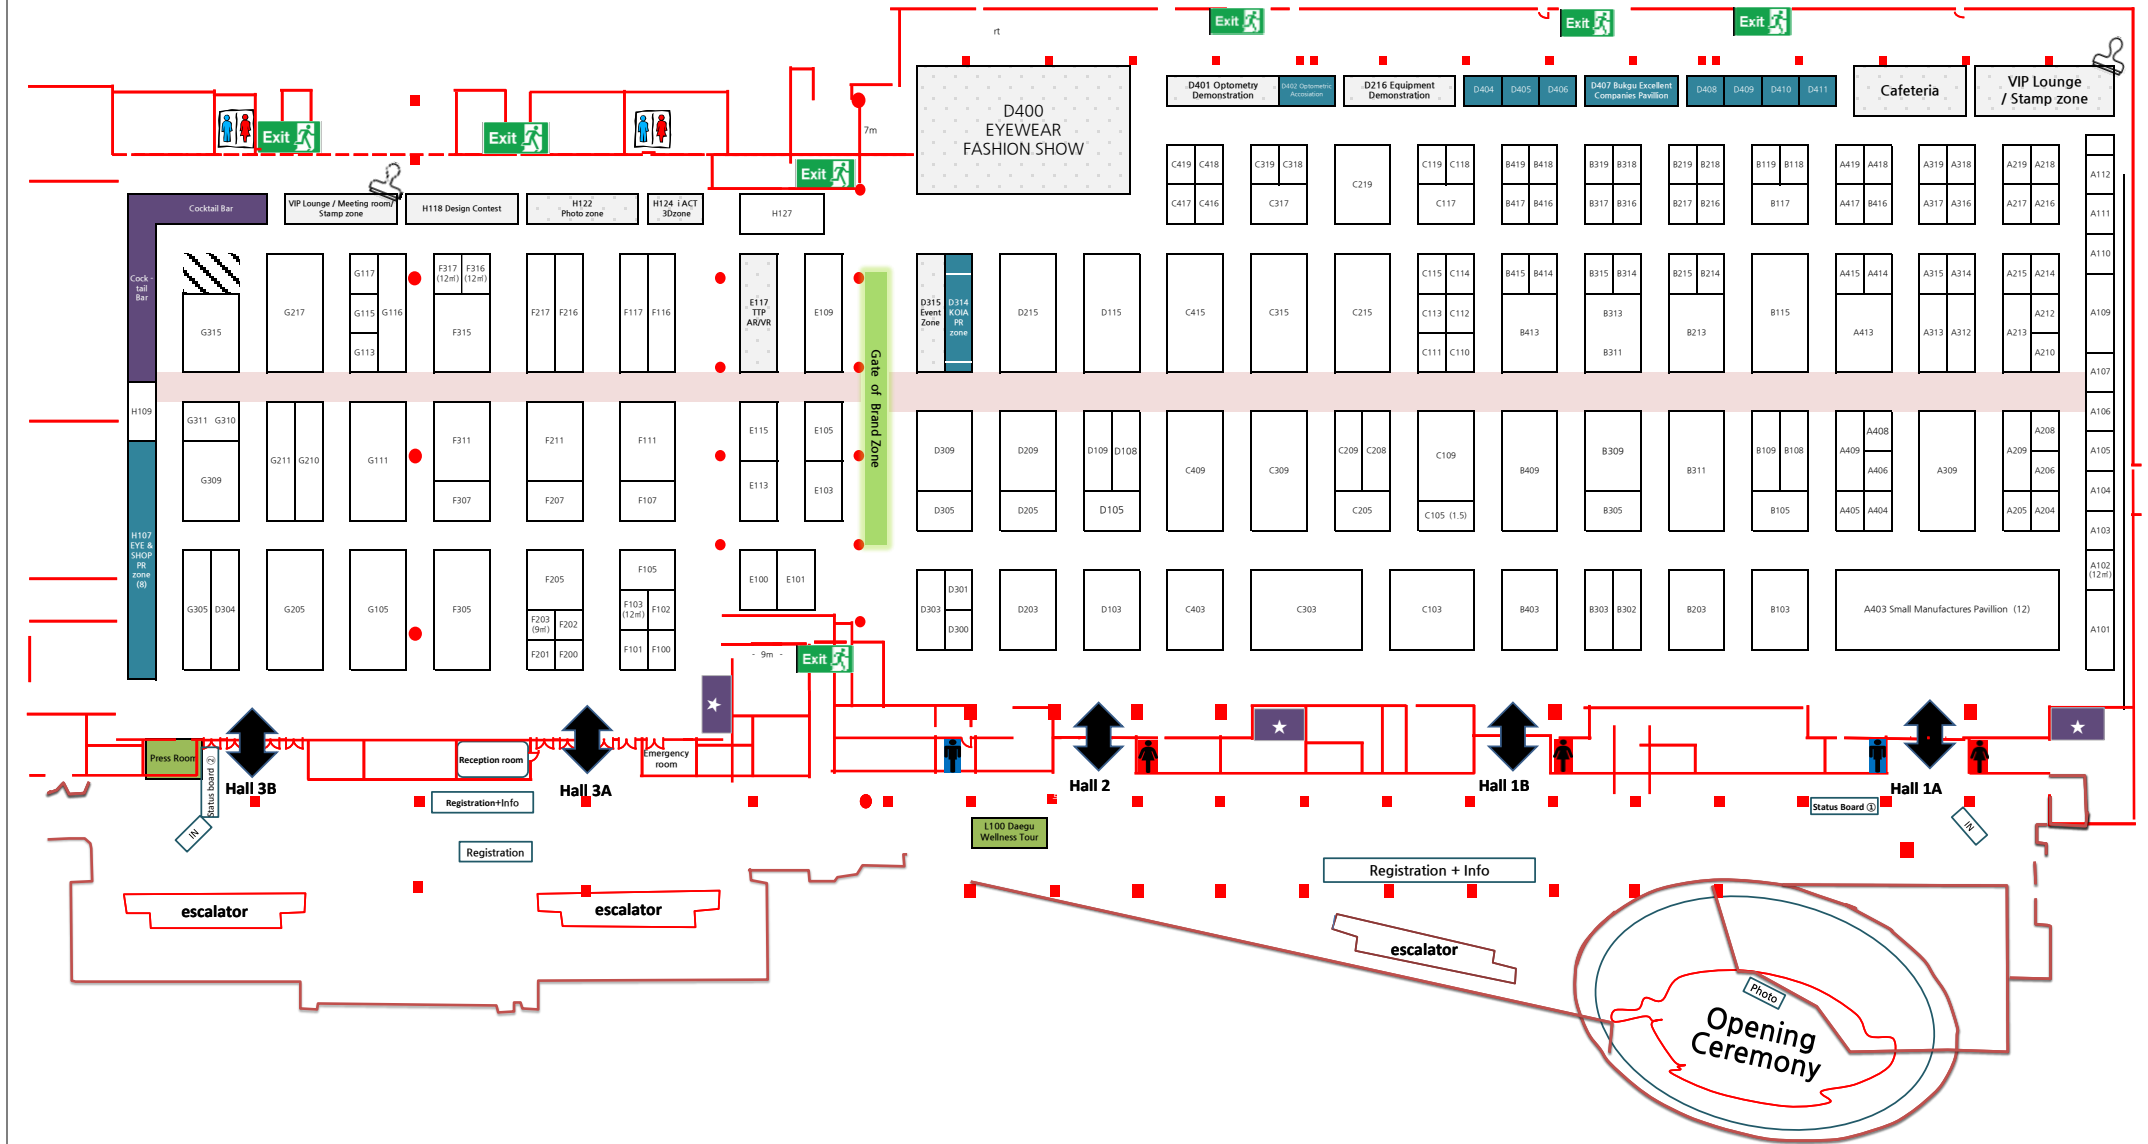 Exit
Exit
Exit
rt
D401 Optometry
Demonstration
D402 Optometric
Accosiation
D216 Equipment
Demonstration
D404
D405
D406
D407 Bukgu Excellent
Companies Pavilion
D408
D409
D410
D411
Cafeteria
VIP Lounge
/ Stamp zone
D400
EYEWEAR
FASHION SHOW
7m
Exit
Exit
Exit
Cocktail Bar
VIP Lounge / Meeting room/
Stamp zone
H118 Design Contest
H122
Photo zone
H124 i ACT
3Dzone
H127
C419
C418
C319
C318
C219
C119
C118
B419
B418
B319
B318
B219
B218
B119
B118
A419
A418
A319
A318
A219
A218
A112
C417
C416
C317
C117
B417
B416
B317
B316
B217
B216
B117
A417
B416
A317
A316
A217
A216
A111
Cock -
tail
Bar
G315
G217
G117
G115
G113
G116
F317
(12㎡)
F316
(12㎡)
F315
F217
F216
F117
F116
E117
TTP
AR/VR
E109
Gate of Brand Zone
D315
Event
Zone
D314
KOIA
PR
zone
D215
D115
C415
C315
C215
C115
C114
C113
C112
C111
C110
B415
B414
B413
B315
B314
B313
B311
B215
B214
B213
B115
A415
A414
A413
A315
A314
A313
A312
A215
A214
A213
A212
A210
A110
A109
A107
H109
G311
G310
G309
G211
G210
G111
F311
F307
F211
F207
F111
F107
E115
E113
E105
E103
D309
D305
D209
D205
D109
D108
D105
C409
C309
C209
C208
C205
C109
C105 (1.5)
B409
B309
B305
B311
B109
B108
B105
A409
A408
A406
A405
A404
A309
A209
A208
A206
A205
A204
A106
A105
A104
A103
H107
EYE &
SHOP
PR
zone
(8)
G305
D304
G205
G105
F305
F205
F203
(9㎡)
F202
F201
F200
F105
F103
(12㎡)
F102
F101
F100
E100
E101
D303
D301
D300
D203
D103
C403
C303
C103
B403
B303
B302
B203
B103
A403 Small Manufactures Pavillion (12)
A102
(12㎡)
A101
- 9m -
Exit
Press Room
Status board ②
Hall 3B
Reception room
Hall 3A
Emergency
room
Hall 2
Hall 1B
Hall 1A
Registration+Info
Status Board ①
IN
IN
L100 Daegu
Wellness Tour
Registration
Registration + Info
escalator
escalator
escalator
Photo
Opening
Ceremony